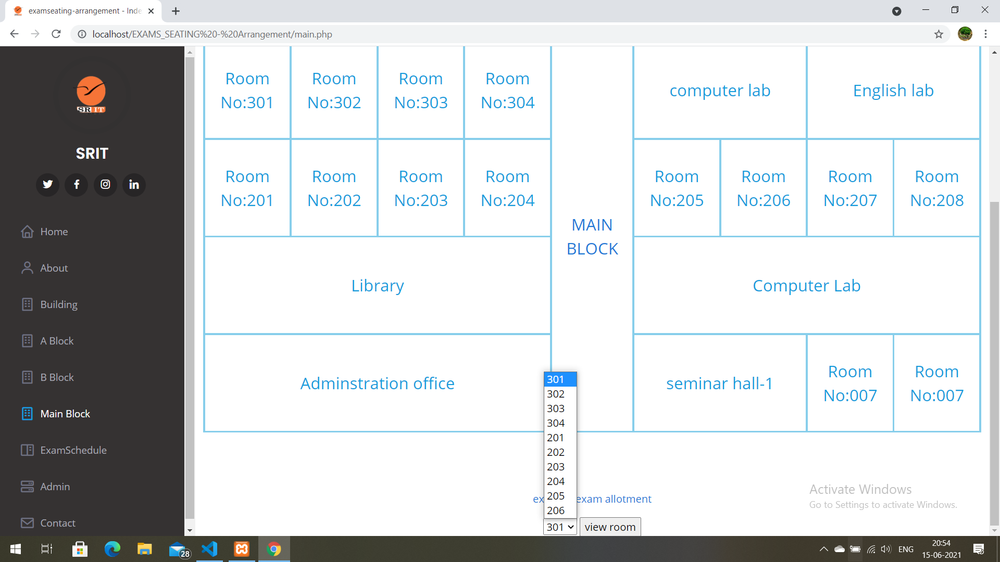 examseating-arrangement - Inde
localhost/EXAMS_SEATING%20-%20Arrangement/main.php
SRIT
SRIT
Home
About
Building
A Block
B Block
Main Block
ExamSchedule
Admin
Contact
Room
No:301
Room
No:302
Room
No:303
Room
No:304
computer lab
English lab
Room
No:201
Room
No:202
Room
No:203
Room
No:204
MAIN
BLOCK
Room
No:205
Room
No:206
Room
No:207
Room
No:208
Library
Computer Lab
Adminstration office
seminar hall-1
Room
No:007
Room
No:007
301
302
303
304
201
202
203
204
205
206
exam allotment
301
view room
Activate Windows
Go to Settings to activate Windows.
28
ENG
20:54
15-06-2021